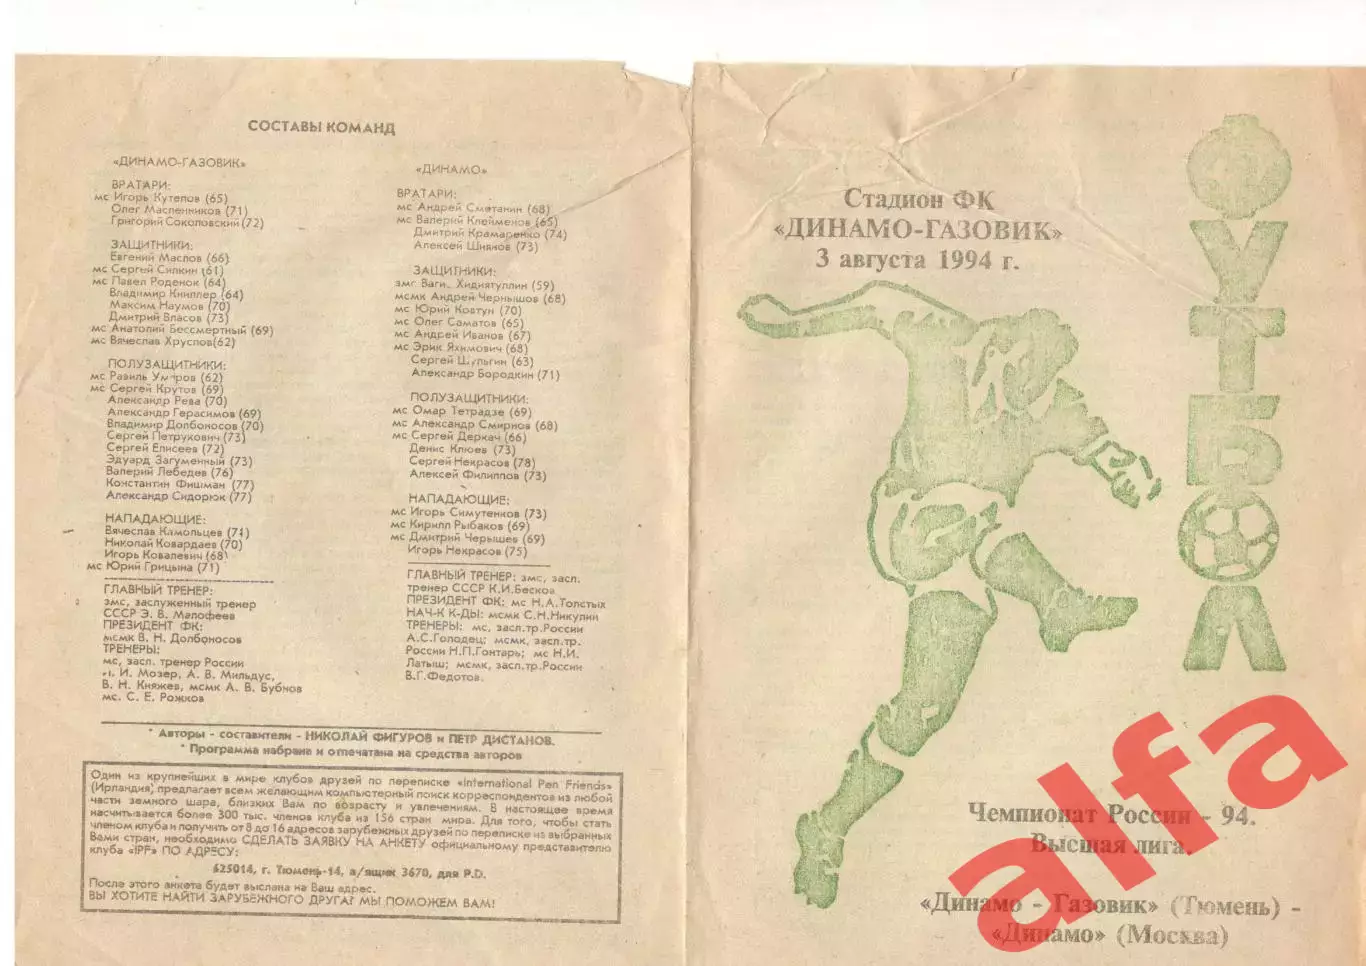 СОСТАВЫ КОМАНД
«ДИНАМО-ГАЗОВИК»
ВРАТАРИ:
мс Игорь Кутепов (65)
Олег Масленников (71)
Григорий Соколовский (72)
ЗАЩИТНИКИ:
Евгений Маслов (66)
мс Сергей Силкин (61)
мс Павел Роденок (64)
Владимир Книплер (64)
Максим Наумов (70)
Дмитрий Власов (73)
мс Анатолий Бессмертный (69)
мс Вячеслав Хруслов(62)
ПОЛУЗАЩИТНИКИ:
мс Равиль Умяров (62)
мс Сергей Крутов (69)
Александр Рева (70)
Александр Герасимов (69)
Владимир Долбоносов (70)
Сергей Петрукович (73)
Сергей Елисеев (72)
Эдуард Загуменный (73)
Валерий Лебедев (76)
Константин Фишман (77)
Александр Сидорюк (77)
НАПАДАЮЩИЕ:
Вячеслав Камольцев (71)
Николай Ковардаев (70)
Игорь Ковалевич (68)
мс Юрий Грицына (71)
ГЛАВНЫЙ ТРЕНЕР:
змс, заслуженный тренер
СССР Э. В. Малофеев
ПРЕЗИДЕНТ ФК:
мсмк В. Н. Долбоносов
ТРЕНЕРЫ:
мс, засл. тренер России
И. Мозер, А. В. Мильдус,
В. Н. Княжев, мсмк А. В. Бубнов
мс. С. Е. Рожков
«ДИНАМО»
ВРАТАРИ:
мс Андрей Сметанин (68)
мс Валерий Клейменов (65)
Дмитрий Крамаренко (74)
Алексей Шиянов (73)
ЗАЩИТНИКИ:
змс Ваги. Хидиятуллин (59)
мсмк Андрей Чернышов (68)
мс Юрий Ковтун (70)
мс Олег Саматов (65)
мс Андрей Иванов (67)
мс Эрик Яхимович (68)
Сергей Шульгин (63)
Александр Бородкин (71)
ПОЛУЗАЩИТНИКИ:
мс Омар Тетрадзе (69)
мс Александр Смирнов (68)
мс Сергей Деркач (66)
Денис Клюев (73)
Сергей Некрасов (78)
Алексей Филиппов (73)
НАПАДАЮЩИЕ:
мс Игорь Симутенков (73)
мс Кирилл Рыбаков (69)
мс Дмитрий Черышев (69)
Игорь Некрасов (75)
ГЛАВНЫЙ ТРЕНЕР: змс, засл.
тренер СССР К.И.Бесков
ПРЕЗИДЕНТ ФК: мс Н.А.Толстых
НАЧ-К К-ДЫ: мсмк С.Н.Никулин
ТРЕНЕРЫ: мс, засл.тр.России
А.С.Голодец; мсмк, засл.тр.
России Н.П.Гонтарь; мс Н.И.
Латыш; мсмк, засл.тр.России
В.Г.Федотов.
* Авторы - составители - НИКОЛАЙ ФИГУРОВ и ПЕТР ДИСТАНОВ.
* Программа набрана и отпечатана на средства авторов
Один из крупнейших в мире клубов друзей по переписке «International Pen Friends»
(Ирландия) предлагает всем желающим компьютерный поиск корреспондентов из любой
части земного шара, близких Вам по возрасту и увлечениям. В настоящее время
насчитывается более 300 тыс. членов клуба из 156 стран мира. Для того, чтобы стать
членом клуба и получить от 8 до 16 адресов зарубежных друзей по переписке из выбранных
Вами стран, необходимо СДЕЛАТЬ ЗАЯВКУ НА АНКЕТУ официальному представителю
клуба «IPF» ПО АДРЕСУ:
625014, г. Тюмень-14, а/ящик 3670, для P.D.
После этого анкета будет выслана на Ваш адрес.
ВЫ ХОТИТЕ НАЙТИ ЗАРУБЕЖНОГО ДРУГА? МЫ ПОМОЖЕМ ВАМ!
Стадион ФК
«ДИНАМО-ГАЗОВИК»
3 августа 1994 г.
ФУТБОЛ
Чемпионат России - 94.
Высшая лига.
«Динамо - Газовик» (Тюмень) -
«Динамо» (Москва)
alfa